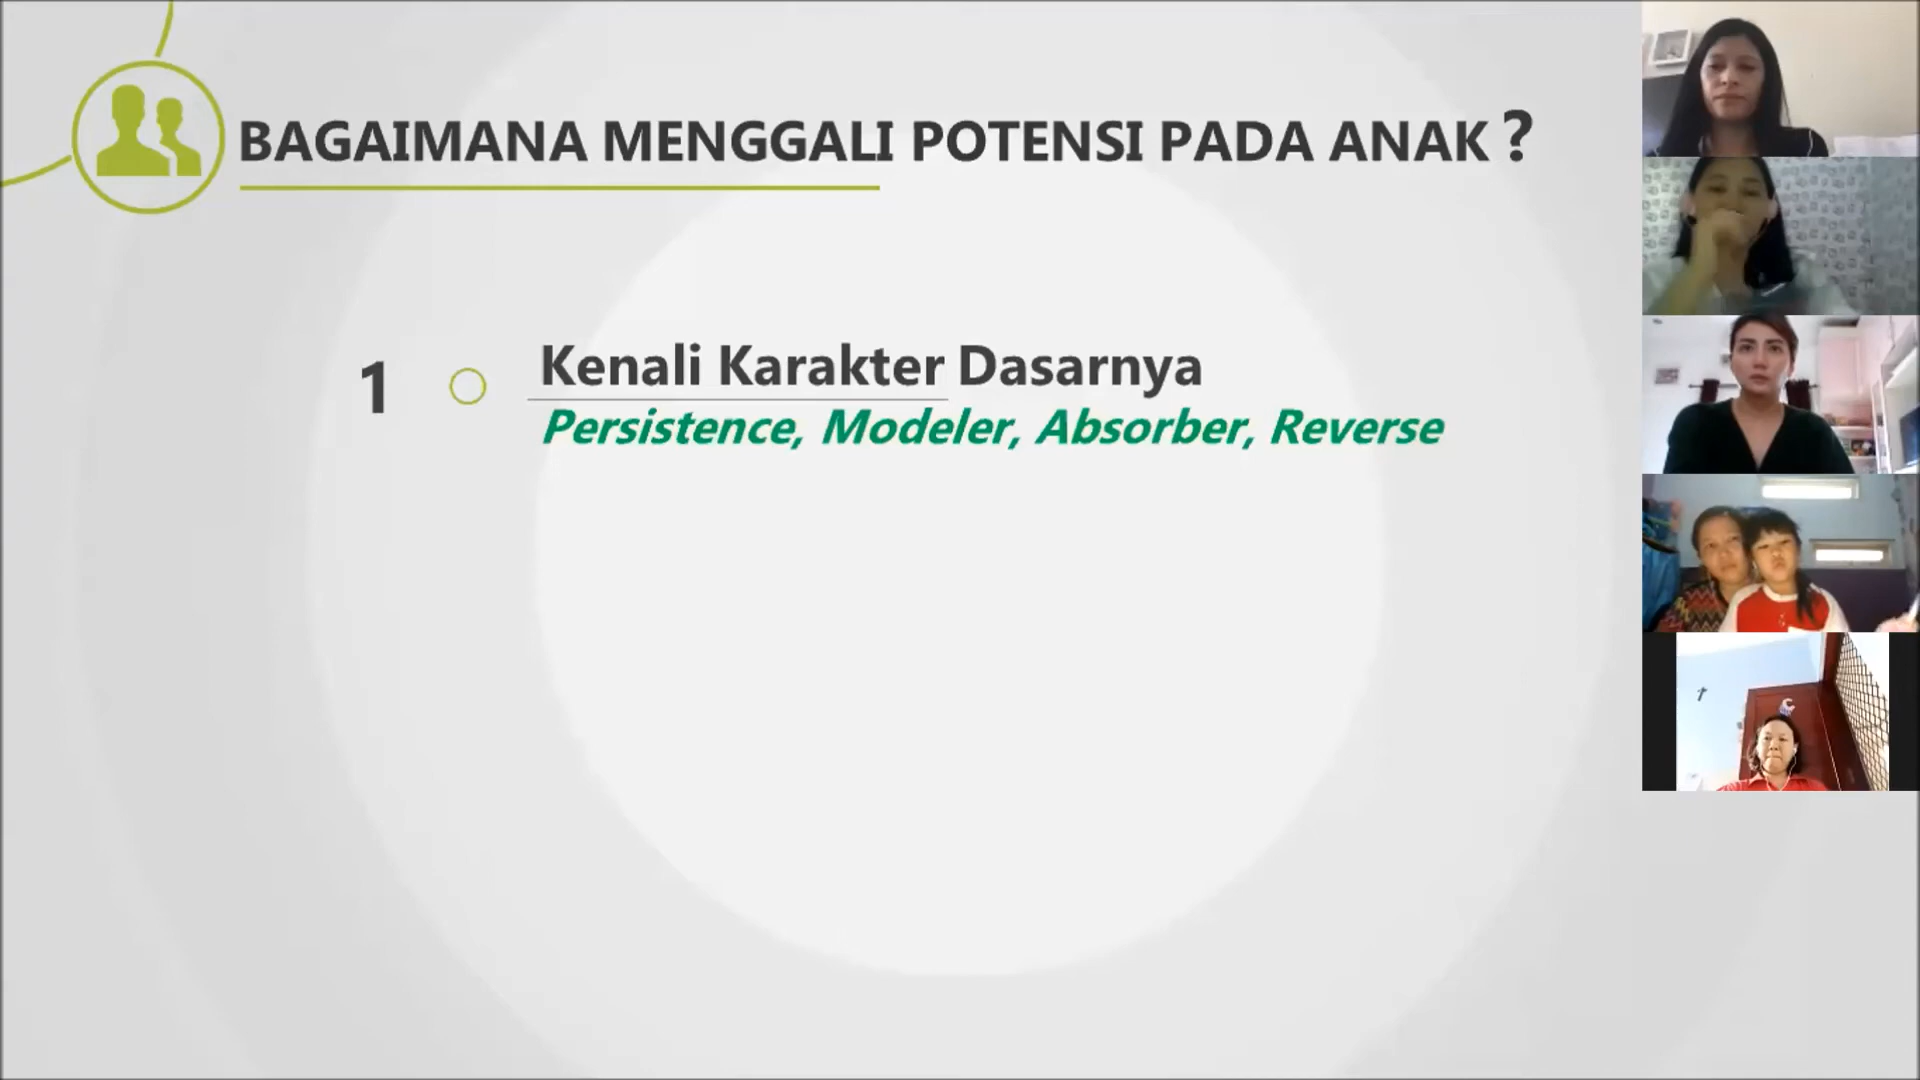 BAGAIMANA MENGGALI POTENSI PADA ANAK ?
1
Kenali Karakter Dasarnya
Persistence, Modeler, Absorber, Reverse